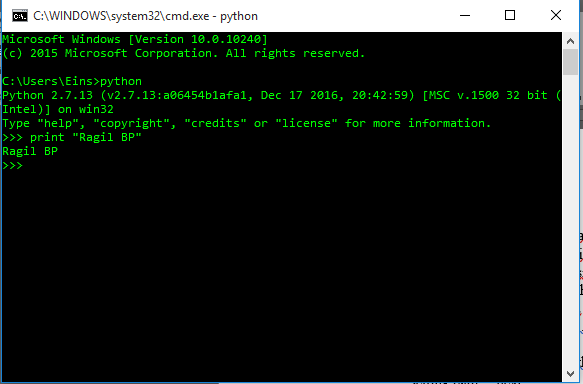 C:\WINDOWS\system32\cmd.exe - python
Microsoft Windows [Version 10.0.10240]
(c) 2015 Microsoft Corporation. All rights reserved.
C:\Users\Eins>python
Python 2.7.13 (v2.7.13:a06454b1afa1, Dec 17 2016, 20:42:59) [MSC v.1500 32 bit (
Intel)] on win32
Type "help", "copyright", "credits" or "license" for more information.
>>> print "Ragil BP"
Ragil BP
>>>